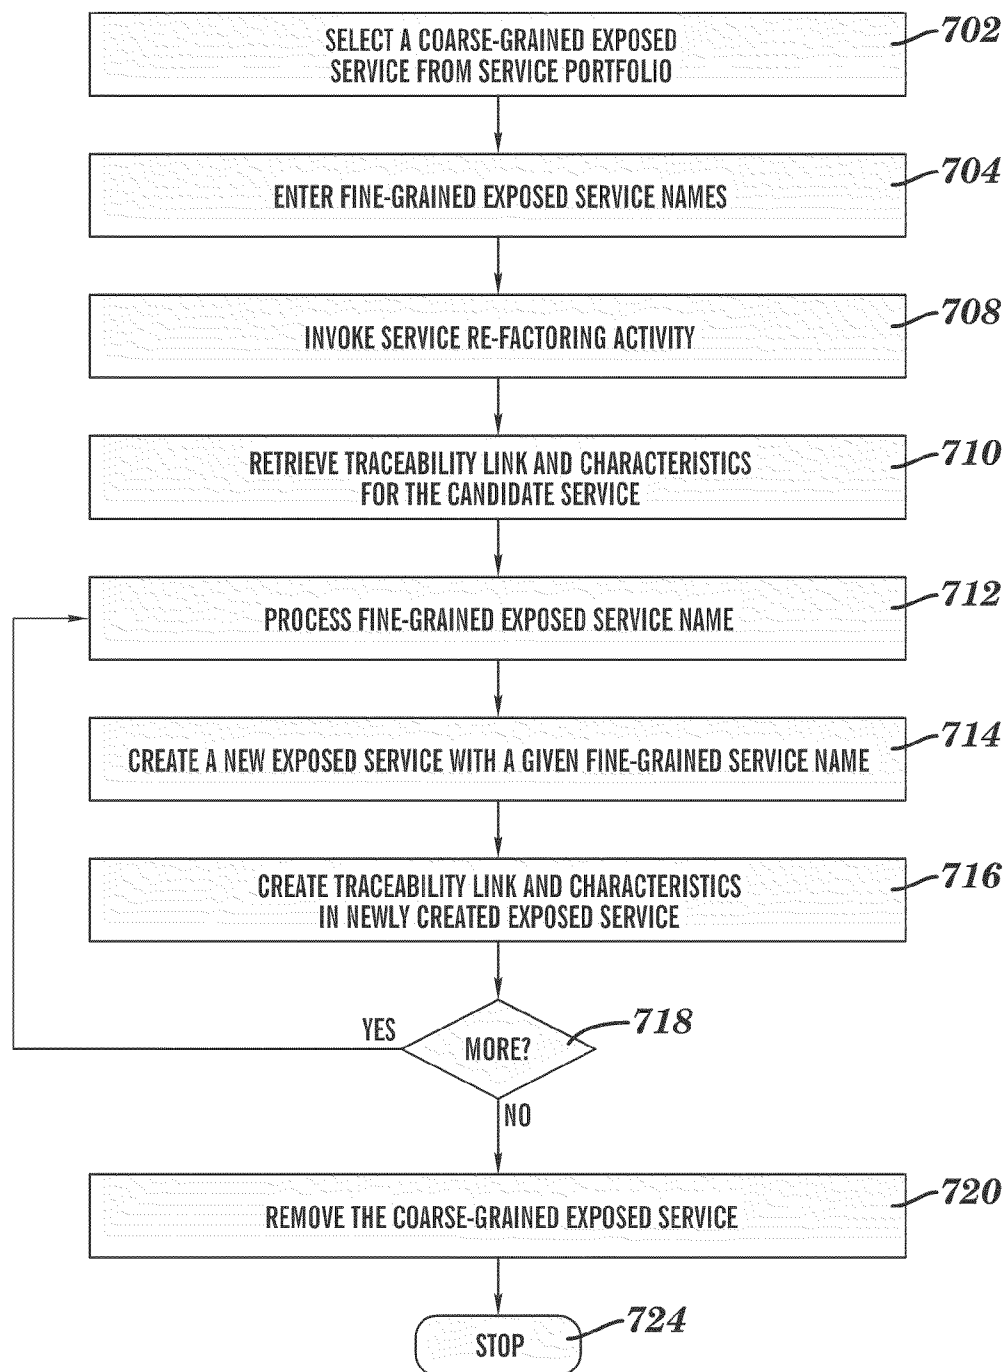 SELECT A COARSE-GRAINED EXPOSED
SERVICE FROM SERVICE PORTFOLIO
702
ENTER FINE-GRAINED EXPOSED SERVICE NAMES
704
INVOKE SERVICE RE-FACTORING ACTIVITY
708
RETRIEVE TRACEABILITY LINK AND CHARACTERISTICS
FOR THE CANDIDATE SERVICE
710
PROCESS FINE-GRAINED EXPOSED SERVICE NAME
712
CREATE A NEW EXPOSED SERVICE WITH A GIVEN FINE-GRAINED SERVICE NAME
714
CREATE TRACEABILITY LINK AND CHARACTERISTICS
IN NEWLY CREATED EXPOSED SERVICE
716
YES
MORE?
718
NO
REMOVE THE COARSE-GRAINED EXPOSED SERVICE
720
STOP
724